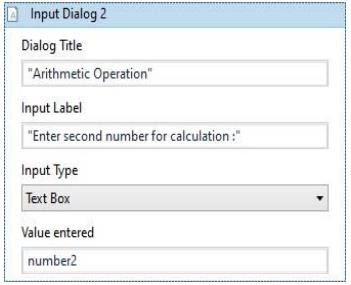 Input Dialog 2
Dialog Title
"Arithmetic Operation"
Input Label
"Enter second number for calculation :"
Input Type
Text Box
Value entered
number2